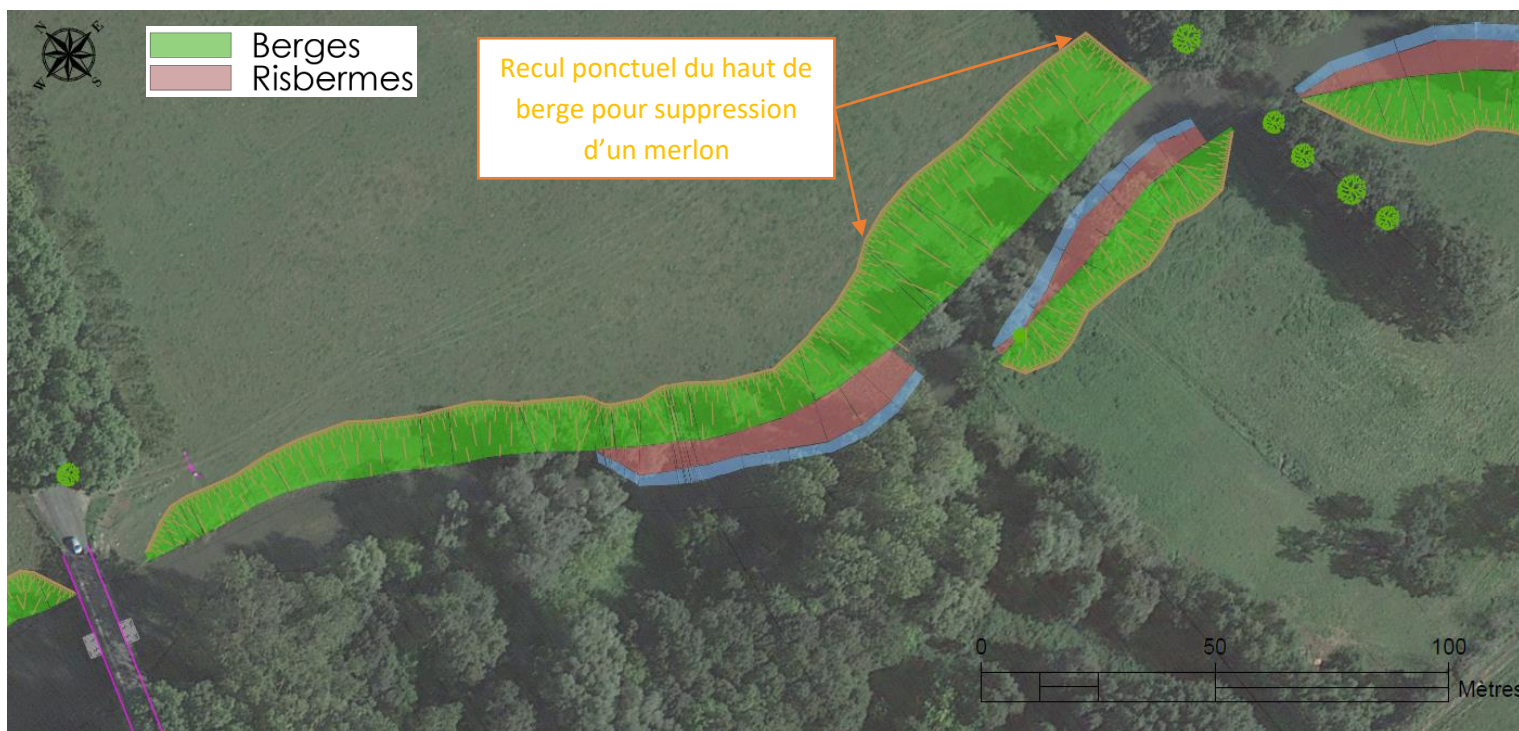 N
E
W
S
Berges
Risbermes
Recul ponctuel du haut de
berge pour suppression
d’un merlon
0
50
100
Mètres